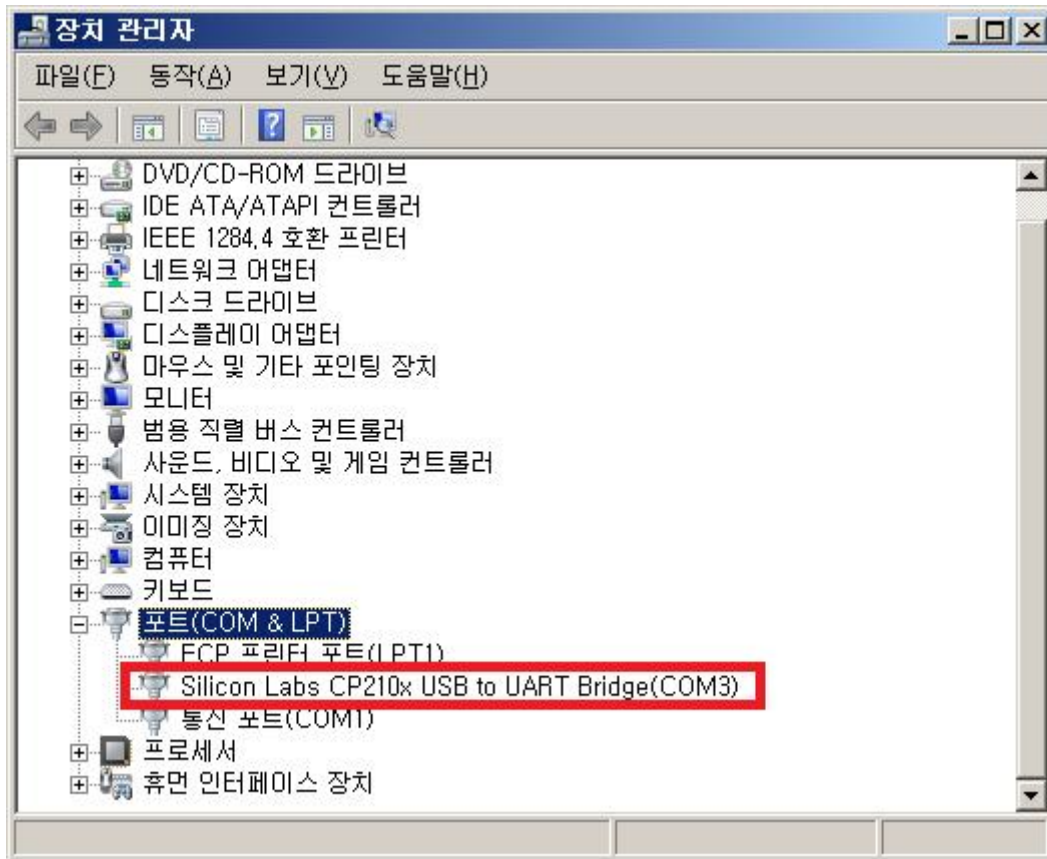 장치 관리자
파일(F) 동작(A) 보기(V) 도움말(H)
DVD/CD-ROM 드라이브
IDE ATA/ATAPI 컨트롤러
IEEE 1284.4 호환 프린터
네트워크 어댑터
디스크 드라이브
디스플레이 어댑터
마우스 및 기타 포인팅 장치
모니터
범용 직렬 버스 컨트롤러
사운드, 비디오 및 게임 컨트롤러
시스템 장치
이미징 장치
컴퓨터
키보드
포트(COM & LPT)
ECP 프린터 포트(LPT1)
Silicon Labs CP210x USB to UART Bridge(COM3)
통신 포트(COM1)
프로세서
휴먼 인터페이스 장치